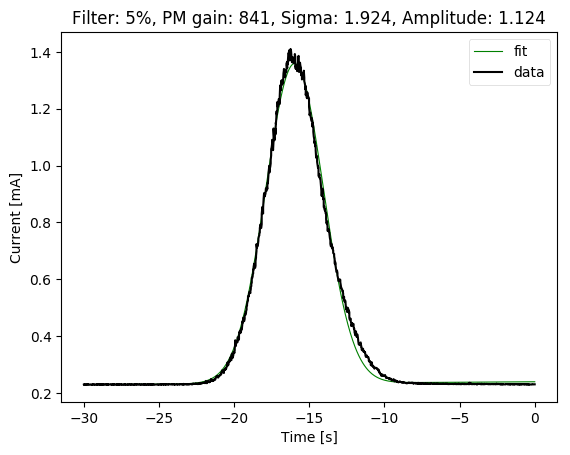 Filter: 5%, PM gain: 841, Sigma: 1.924, Amplitude: 1.124
fit
data
1.4
1.2
1.0
0.8
0.6
0.4
0.2
Current [mA]
−30
−25
−20
−15
−10
−5
0
Time [s]